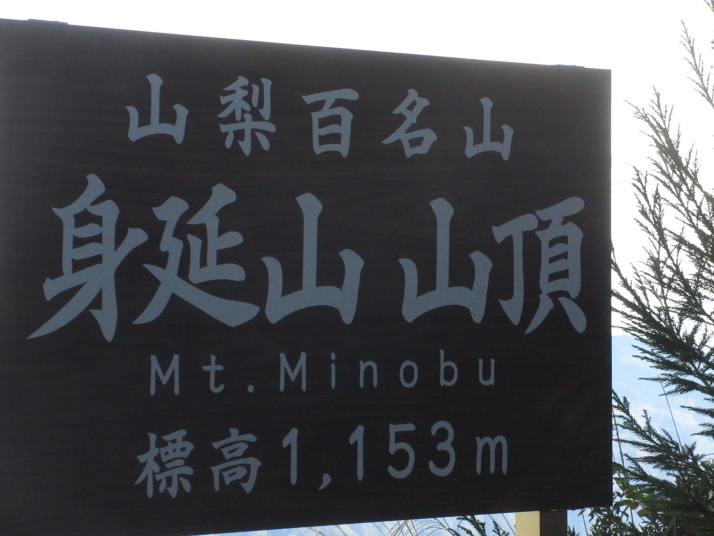 山梨百名山
身延山 山頂
Mt.Minobu
標高1,153m